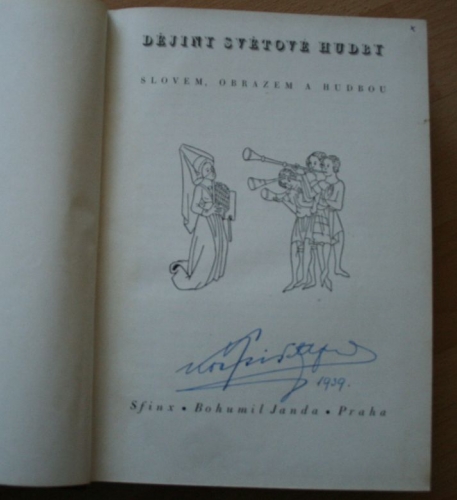 DĚJINY SVĚTOVÉ HUDBY
SLOVEM, OBRAZEM A HUDBOU
1939.
Sfinx • Bohumil Janda • Praha